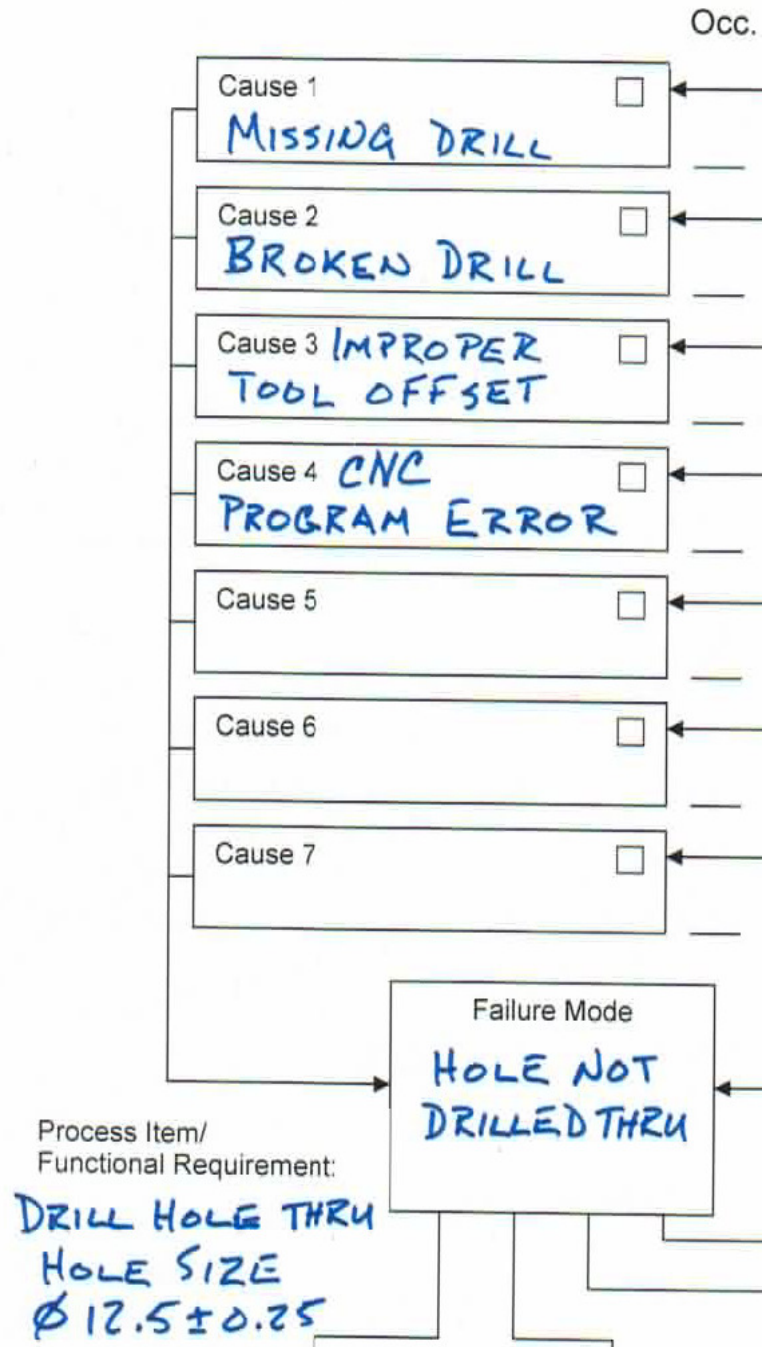 Occ.
Cause 1
MISSING DRILL
Cause 2
BROKEN DRILL
Cause 3 IMPROPER
TOOL OFFSET
Cause 4 CNC
PROGRAM ERROR
Cause 5
Cause 6
Cause 7
Failure Mode
HOLE NOT
DRILLED THRU
Process Item/
Functional Requirement:
DRILL HOLE THRU
HOLE SIZE
Ø 12.5 ± 0.25